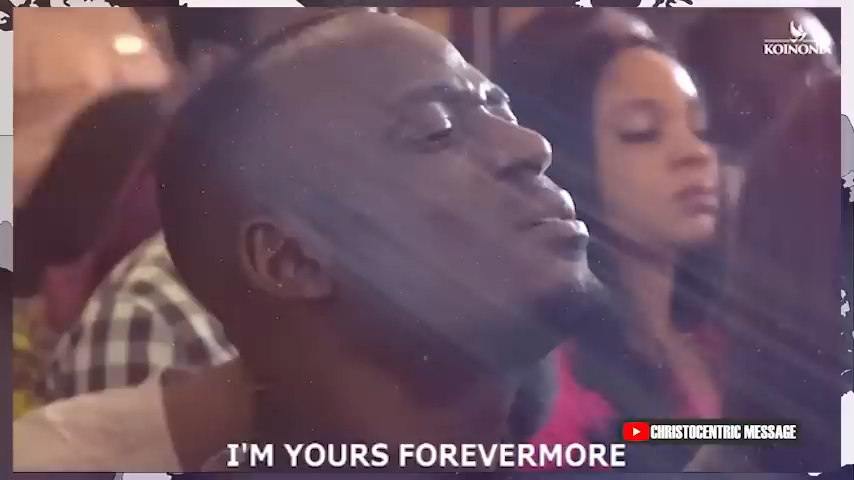 KOINONIA
CHRISTOCENTRIC MESSAGE
I'M YOURS FOREVERMORE